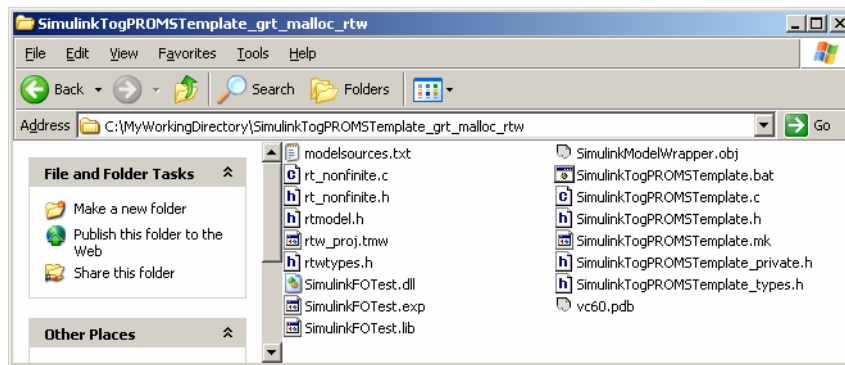 SimulinkTogPROMSTemplate_grt_malloc_rtw
File Edit View Favorites Tools Help
Back Search Folders
Address C:\MyWorkingDirectory\SimulinkTogPROMSTemplate_grt_malloc_rtw Go
File and Folder Tasks
Make a new folder
Publish this folder to the
Web
Share this folder
Other Places
modelsources.txt
rt_nonfinite.c
rt_nonfinite.h
rtmodel.h
rtw_proj.tmw
rtwtypes.h
SimulinkFOTest.dll
SimulinkFOTest.exp
SimulinkFOTest.lib
SimulinkModelWrapper.obj
SimulinkTogPROMSTemplate.bat
SimulinkTogPROMSTemplate.c
SimulinkTogPROMSTemplate.h
SimulinkTogPROMSTemplate.mk
SimulinkTogPROMSTemplate_private.h
SimulinkTogPROMSTemplate_types.h
vc60.pdb